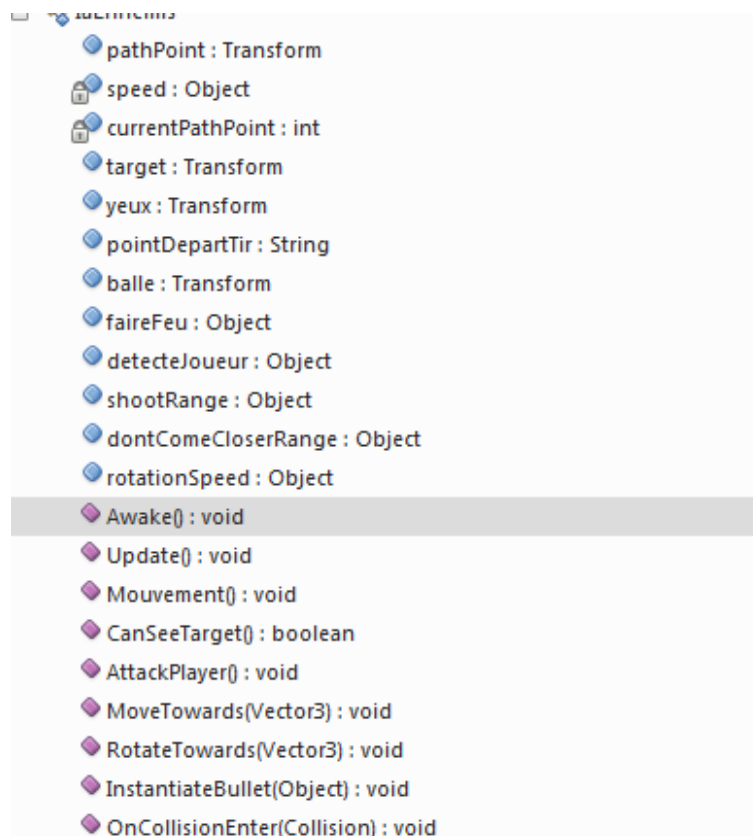 pathPoint : Transform
speed : Object
currentPathPoint : int
target : Transform
yeux : Transform
pointDepartTir : String
balle : Transform
faireFeu : Object
detecteJoueur : Object
shootRange : Object
dontComeCloserRange : Object
rotationSpeed : Object
Awake() : void
Update() : void
Mouvement() : void
CanSeeTarget() : boolean
AttackPlayer() : void
MoveTowards(Vector3) : void
RotateTowards(Vector3) : void
InstantiateBullet(Object) : void
OnCollisionEnter(Collision) : void